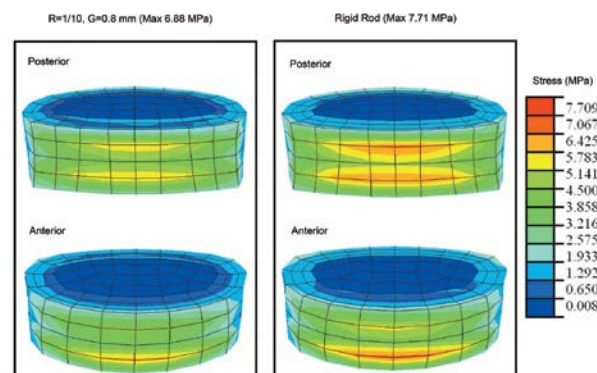 R=1/10, G=0.8 mm (Max 6.88 MPa)
Rigid Rod (Max 7.71 MPa)
Posterior
Posterior
Stress (MPa)
7.709
7.067
6.425
5.783
5.141
4.500
3.858
3.216
2.575
1.933
1.292
0.650
0.008
Anterior
Anterior